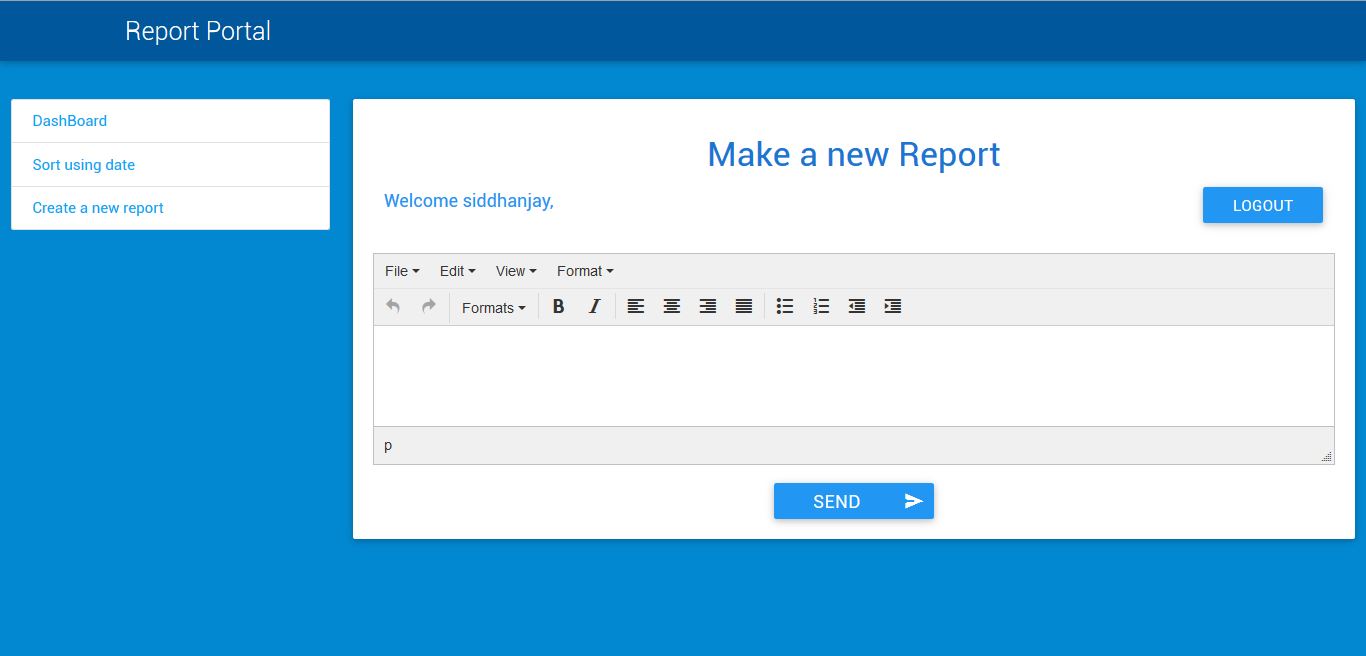 Report Portal
DashBoard
Sort using date
Create a new report
Make a new Report
Welcome siddhanjay,
LOGOUT
File Edit View Format
Formats B I
p
SEND